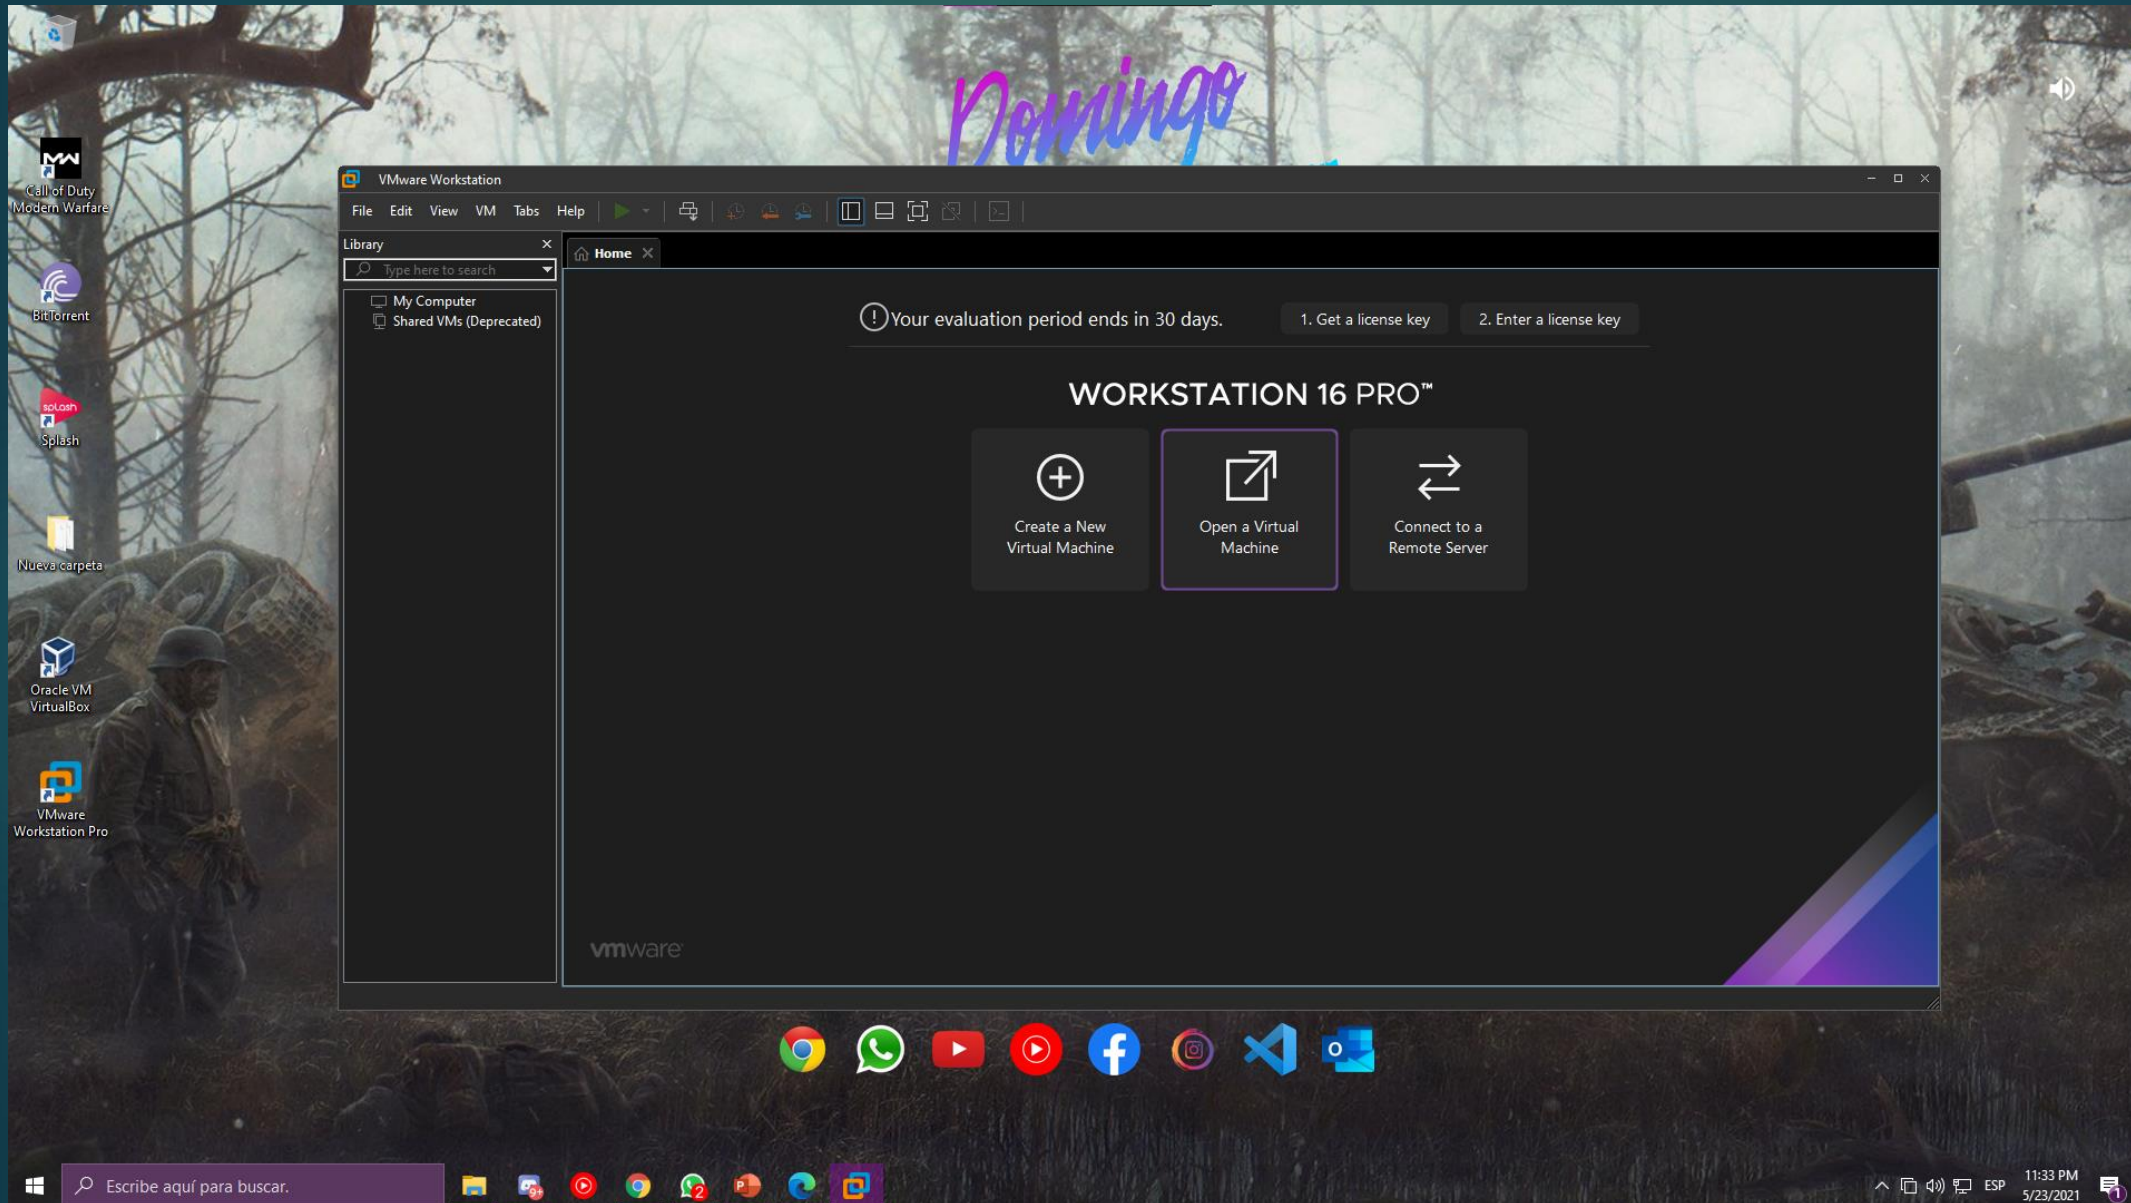 Domingo
Call of Duty
Modern Warfare
BitTorrent
splash
Splash
Nueva carpeta
Oracle VM
VirtualBox
VMware
Workstation Pro
VMware Workstation
File Edit View VM Tabs Help
Library
Home
Type here to search
My Computer
Shared VMs (Deprecated)
Your evaluation period ends in 30 days.
1. Get a license key
2. Enter a license key
WORKSTATION 16 PRO™
Create a New
Virtual Machine
Open a Virtual
Machine
Connect to a
Remote Server
vmware
Escribe aquí para buscar.
9+
2
ESP
11:33 PM
5/23/2021
1